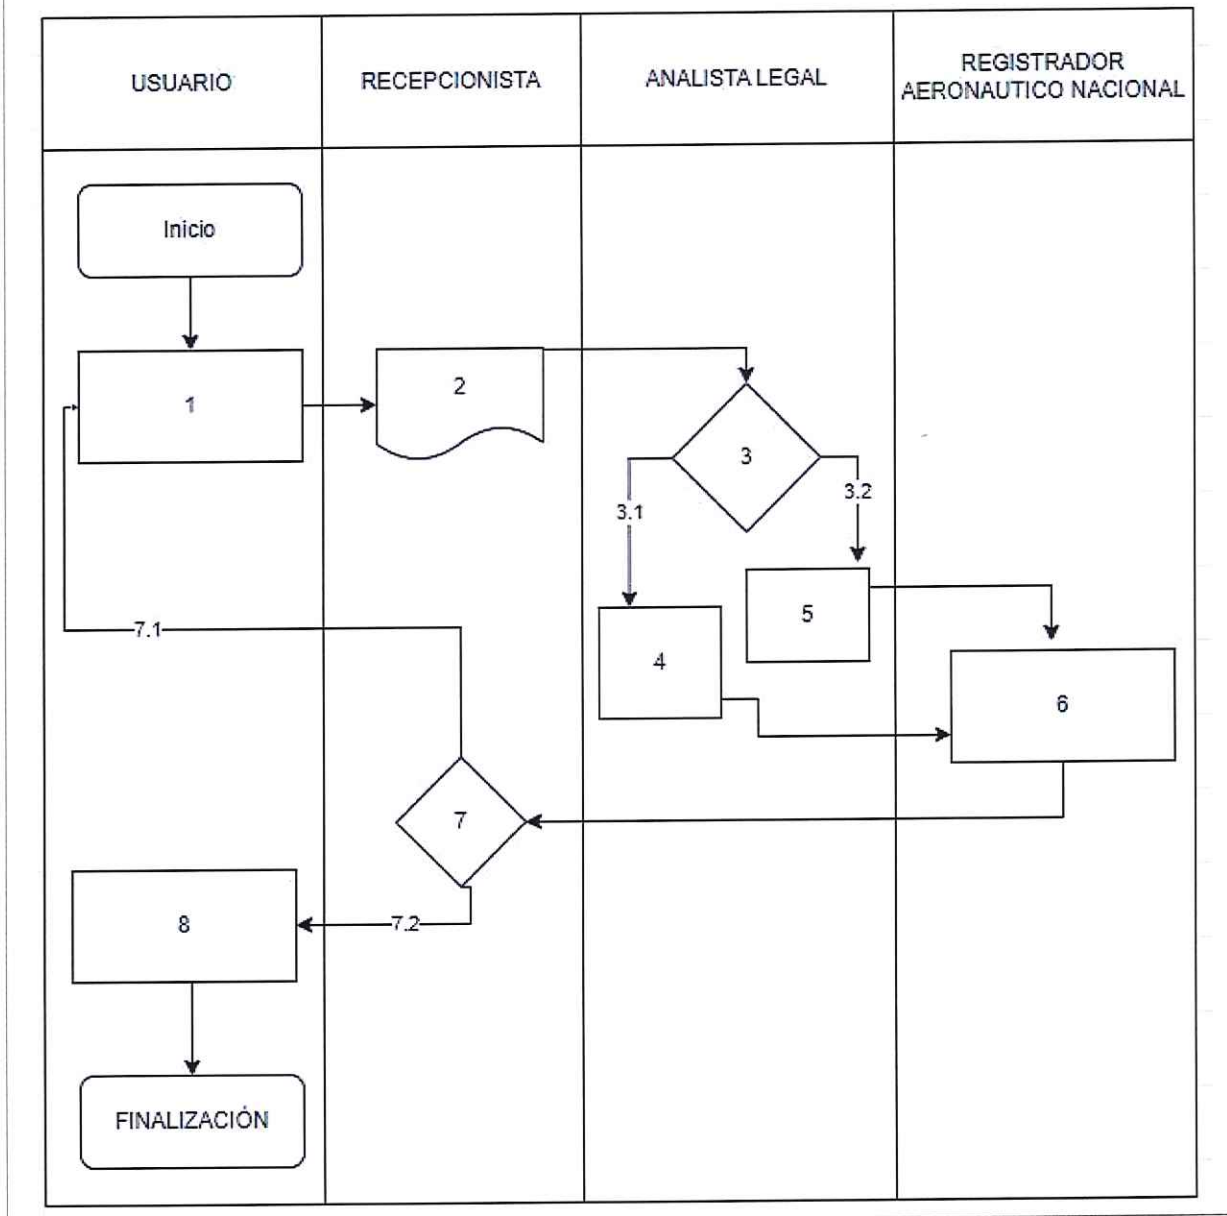 USUARIO
RECEPCIONISTA
ANALISTA LEGAL
REGISTRADOR
AERONAUTICO NACIONAL
Inicio
1
2
3
3.1
3.2
4
5
6
7.1
7
7.2
8
FINALIZACIÓN